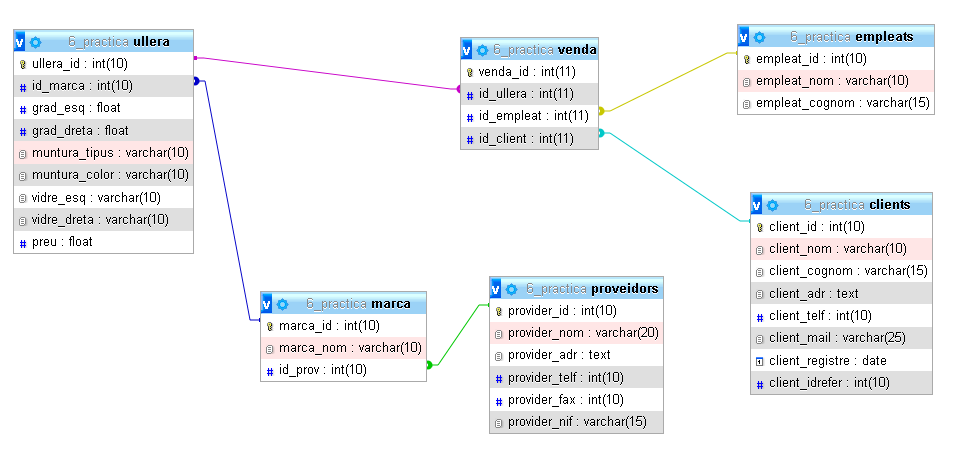 6_practica ullera
ullera_id : int(10)
id_marca : int(10)
grad_esq : float
grad_dreta : float
muntura_tipus : varchar(10)
muntura_color : varchar(10)
vidre_esq : varchar(10)
vidre_dreta : varchar(10)
preu : float
6_practica venda
venda_id : int(11)
id_ullera : int(11)
id_empleat : int(11)
id_client : int(11)
6_practica empleats
empleat_id : int(10)
empleat_nom : varchar(10)
empleat_cognom : varchar(15)
6_practica clients
client_id : int(10)
client_nom : varchar(10)
client_cognom : varchar(15)
client_adr : text
client_telf : int(10)
client_mail : varchar(25)
client_registre : date
client_idrefer : int(10)
6_practica marca
marca_id : int(10)
marca_nom : varchar(10)
id_prov : int(10)
6_practica proveidors
provider_id : int(10)
provider_nom : varchar(20)
provider_adr : text
provider_telf : int(10)
provider_fax : int(10)
provider_nif : varchar(15)